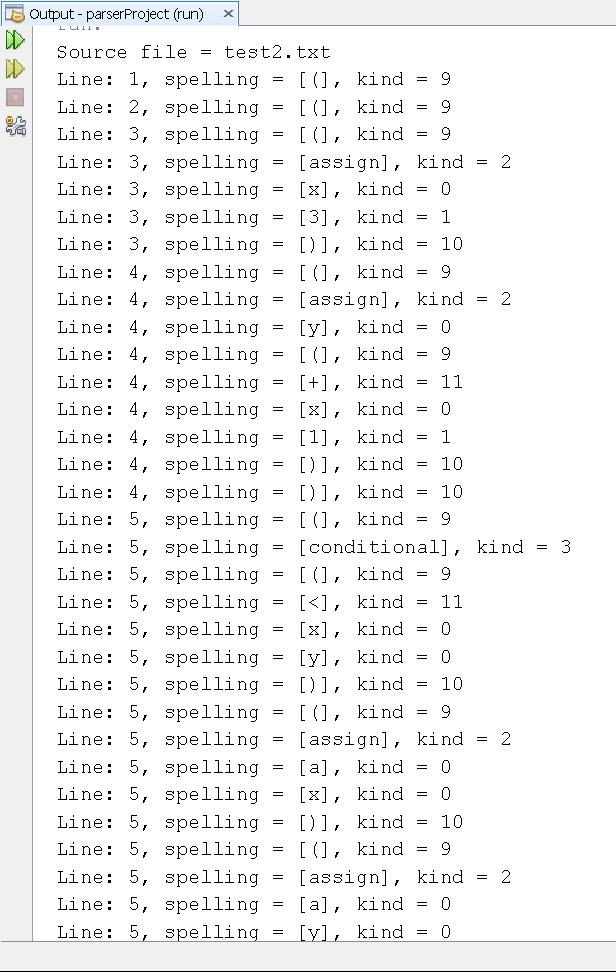 Output - parserProject (run)
run:
Source file = test2.txt
Line: 1, spelling = [(], kind = 9
Line: 2, spelling = [(], kind = 9
Line: 3, spelling = [(], kind = 9
Line: 3, spelling = [assign], kind = 2
Line: 3, spelling = [x], kind = 0
Line: 3, spelling = [3], kind = 1
Line: 3, spelling = [)], kind = 10
Line: 4, spelling = [(], kind = 9
Line: 4, spelling = [assign], kind = 2
Line: 4, spelling = [y], kind = 0
Line: 4, spelling = [(], kind = 9
Line: 4, spelling = [+], kind = 11
Line: 4, spelling = [x], kind = 0
Line: 4, spelling = [1], kind = 1
Line: 4, spelling = [)], kind = 10
Line: 4, spelling = [)], kind = 10
Line: 5, spelling = [(], kind = 9
Line: 5, spelling = [conditional], kind = 3
Line: 5, spelling = [(], kind = 9
Line: 5, spelling = [<], kind = 11
Line: 5, spelling = [x], kind = 0
Line: 5, spelling = [y], kind = 0
Line: 5, spelling = [)], kind = 10
Line: 5, spelling = [(], kind = 9
Line: 5, spelling = [assign], kind = 2
Line: 5, spelling = [a], kind = 0
Line: 5, spelling = [x], kind = 0
Line: 5, spelling = [)], kind = 10
Line: 5, spelling = [(], kind = 9
Line: 5, spelling = [assign], kind = 2
Line: 5, spelling = [a], kind = 0
Line: 5, spelling = [y], kind = 0